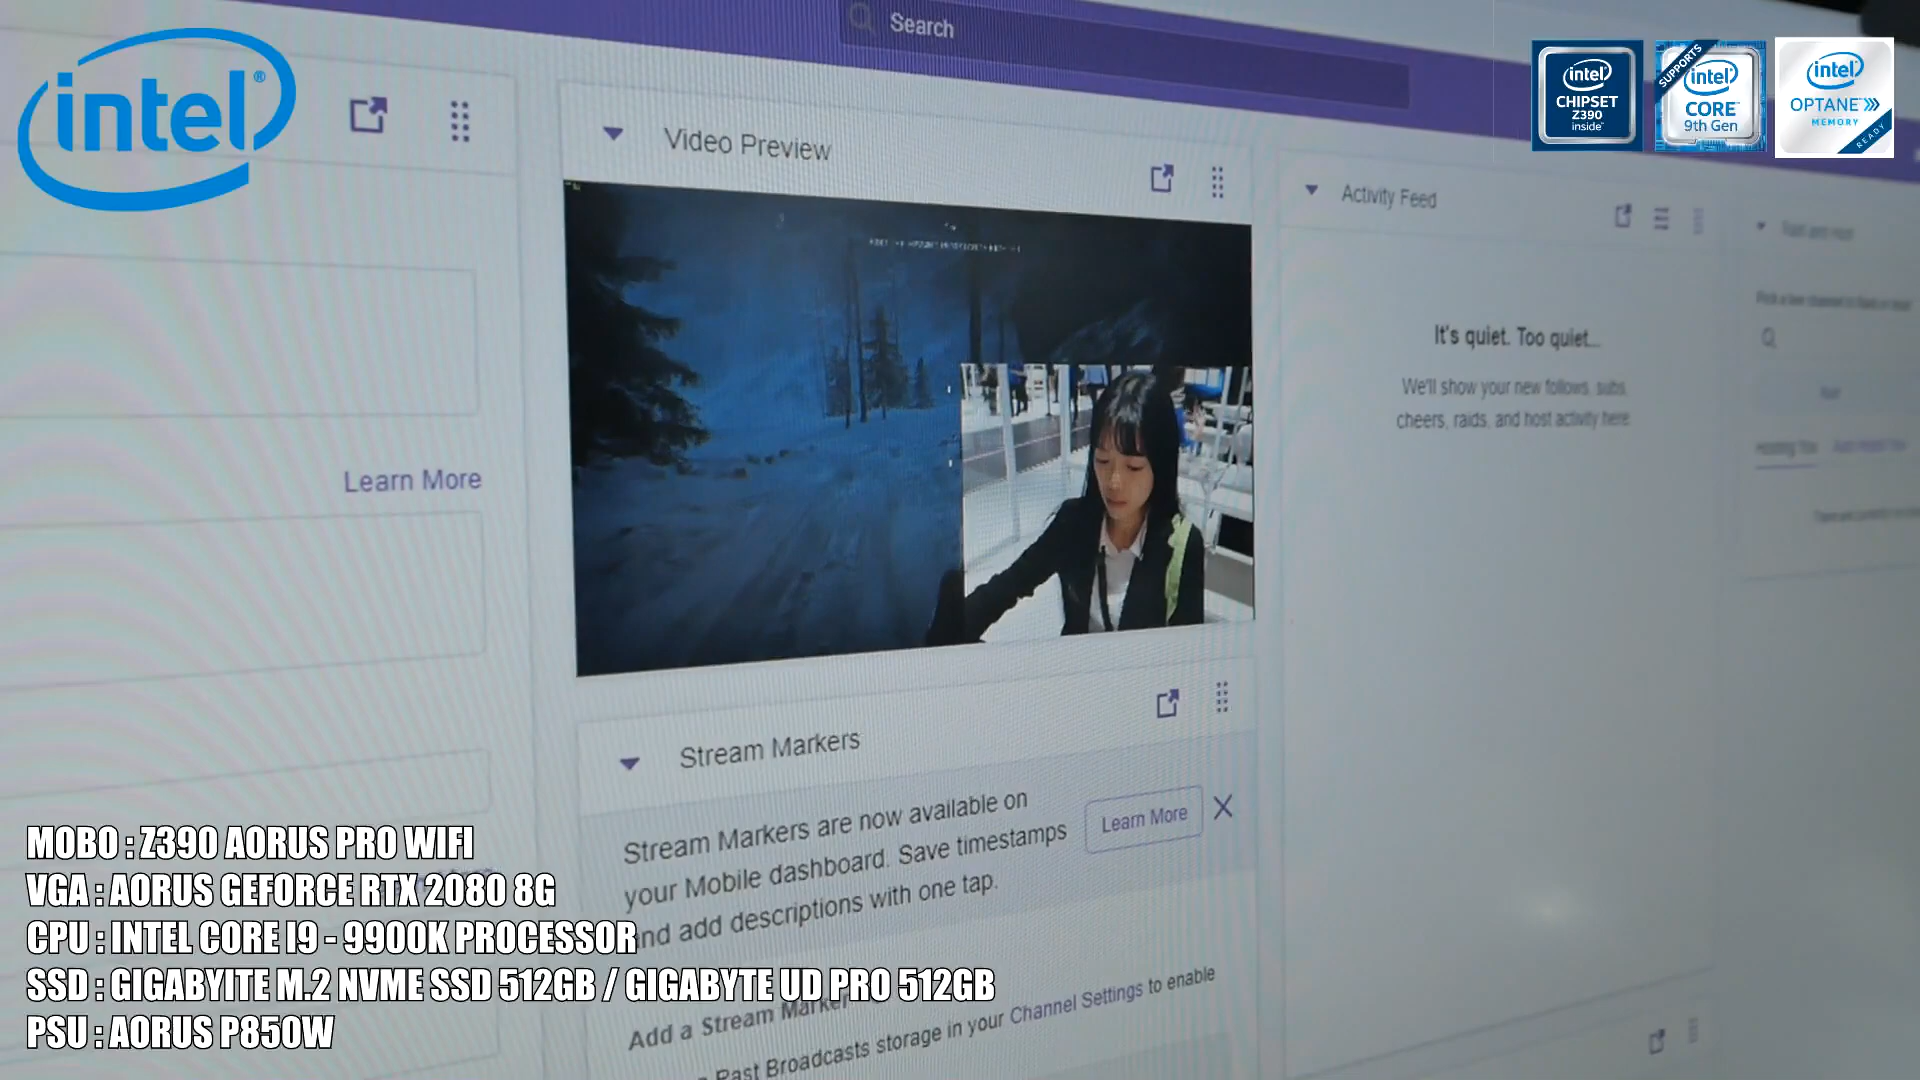 Search
intel®
intel
CHIPSET
Z390
inside™
SUPPORTS
intel
CORE™
9th Gen
intel
OPTANE™
MEMORY
READY
Video Preview
Activity Feed
It's quiet. Too quiet...
We'll show your new follows, subs,
cheers, raids, and host activity here
Learn More
Stream Markers
Stream Markers are now available on
your Mobile dashboard. Save timestamps
and add descriptions with one tap.
Learn More
Add a Stream Marker
Past Broadcasts storage in your Channel Settings to enable
MOBO : Z390 AORUS PRO WIFI
VGA : AORUS GEFORCE RTX 2080 8G
CPU : INTEL CORE I9 - 9900K PROCESSOR
SSD : GIGABYITE M.2 NVME SSD 512GB / GIGABYTE UD PRO 512GB
PSU : AORUS P850W